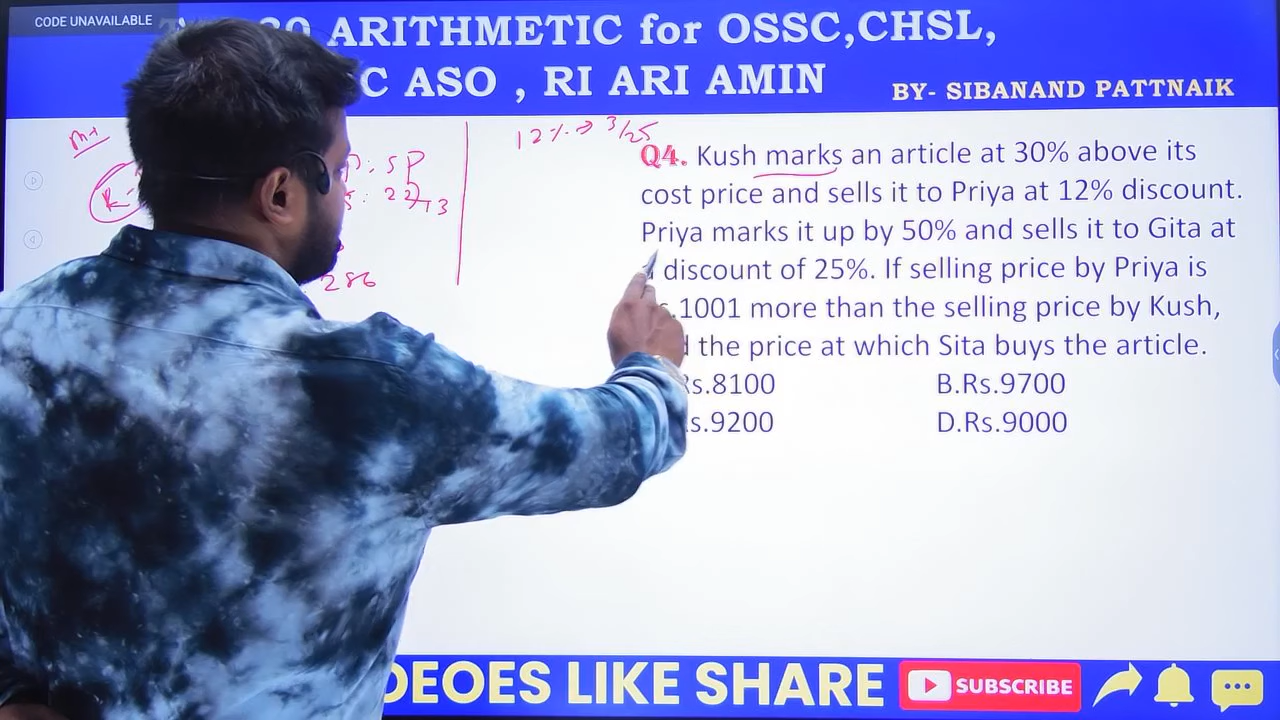 CODE UNAVAILABLE
30 ARITHMETIC for OSSC,CHSL,
C ASO , RI ARI AMIN
BY- SIBANAND PATTNAIK
12% → 3/25
: SP
: 22
13
286
Q4. Kush marks an article at 30% above its
cost price and sells it to Priya at 12% discount.
Priya marks it up by 50% and sells it to Gita at
discount of 25%. If selling price by Priya is
.1001 more than the selling price by Kush,
the price at which Sita buys the article.
Rs.8100 B.Rs.9700
s.9200 D.Rs.9000
DEOES LIKE SHARE
SUBSCRIBE